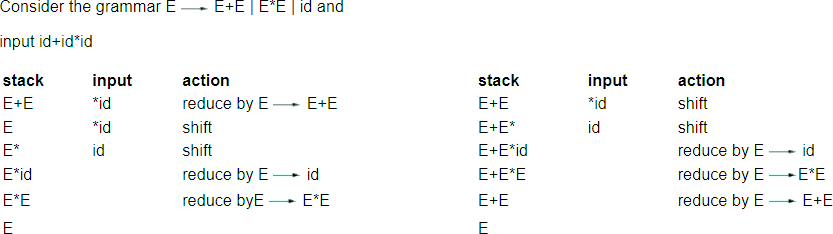 Consider the grammar E ⟶ E+E | E*E | id and
input id+id*id
stack input action stack input action
E+E *id reduce by E ⟶ E+E E+E *id shift
E *id shift E+E* id shift
E* id shift E+E*id reduce by E ⟶ id
E*id reduce by E ⟶ id E+E*E reduce by E ⟶ E*E
E*E reduce byE ⟶ E*E E+E reduce by E ⟶ E+E
E E